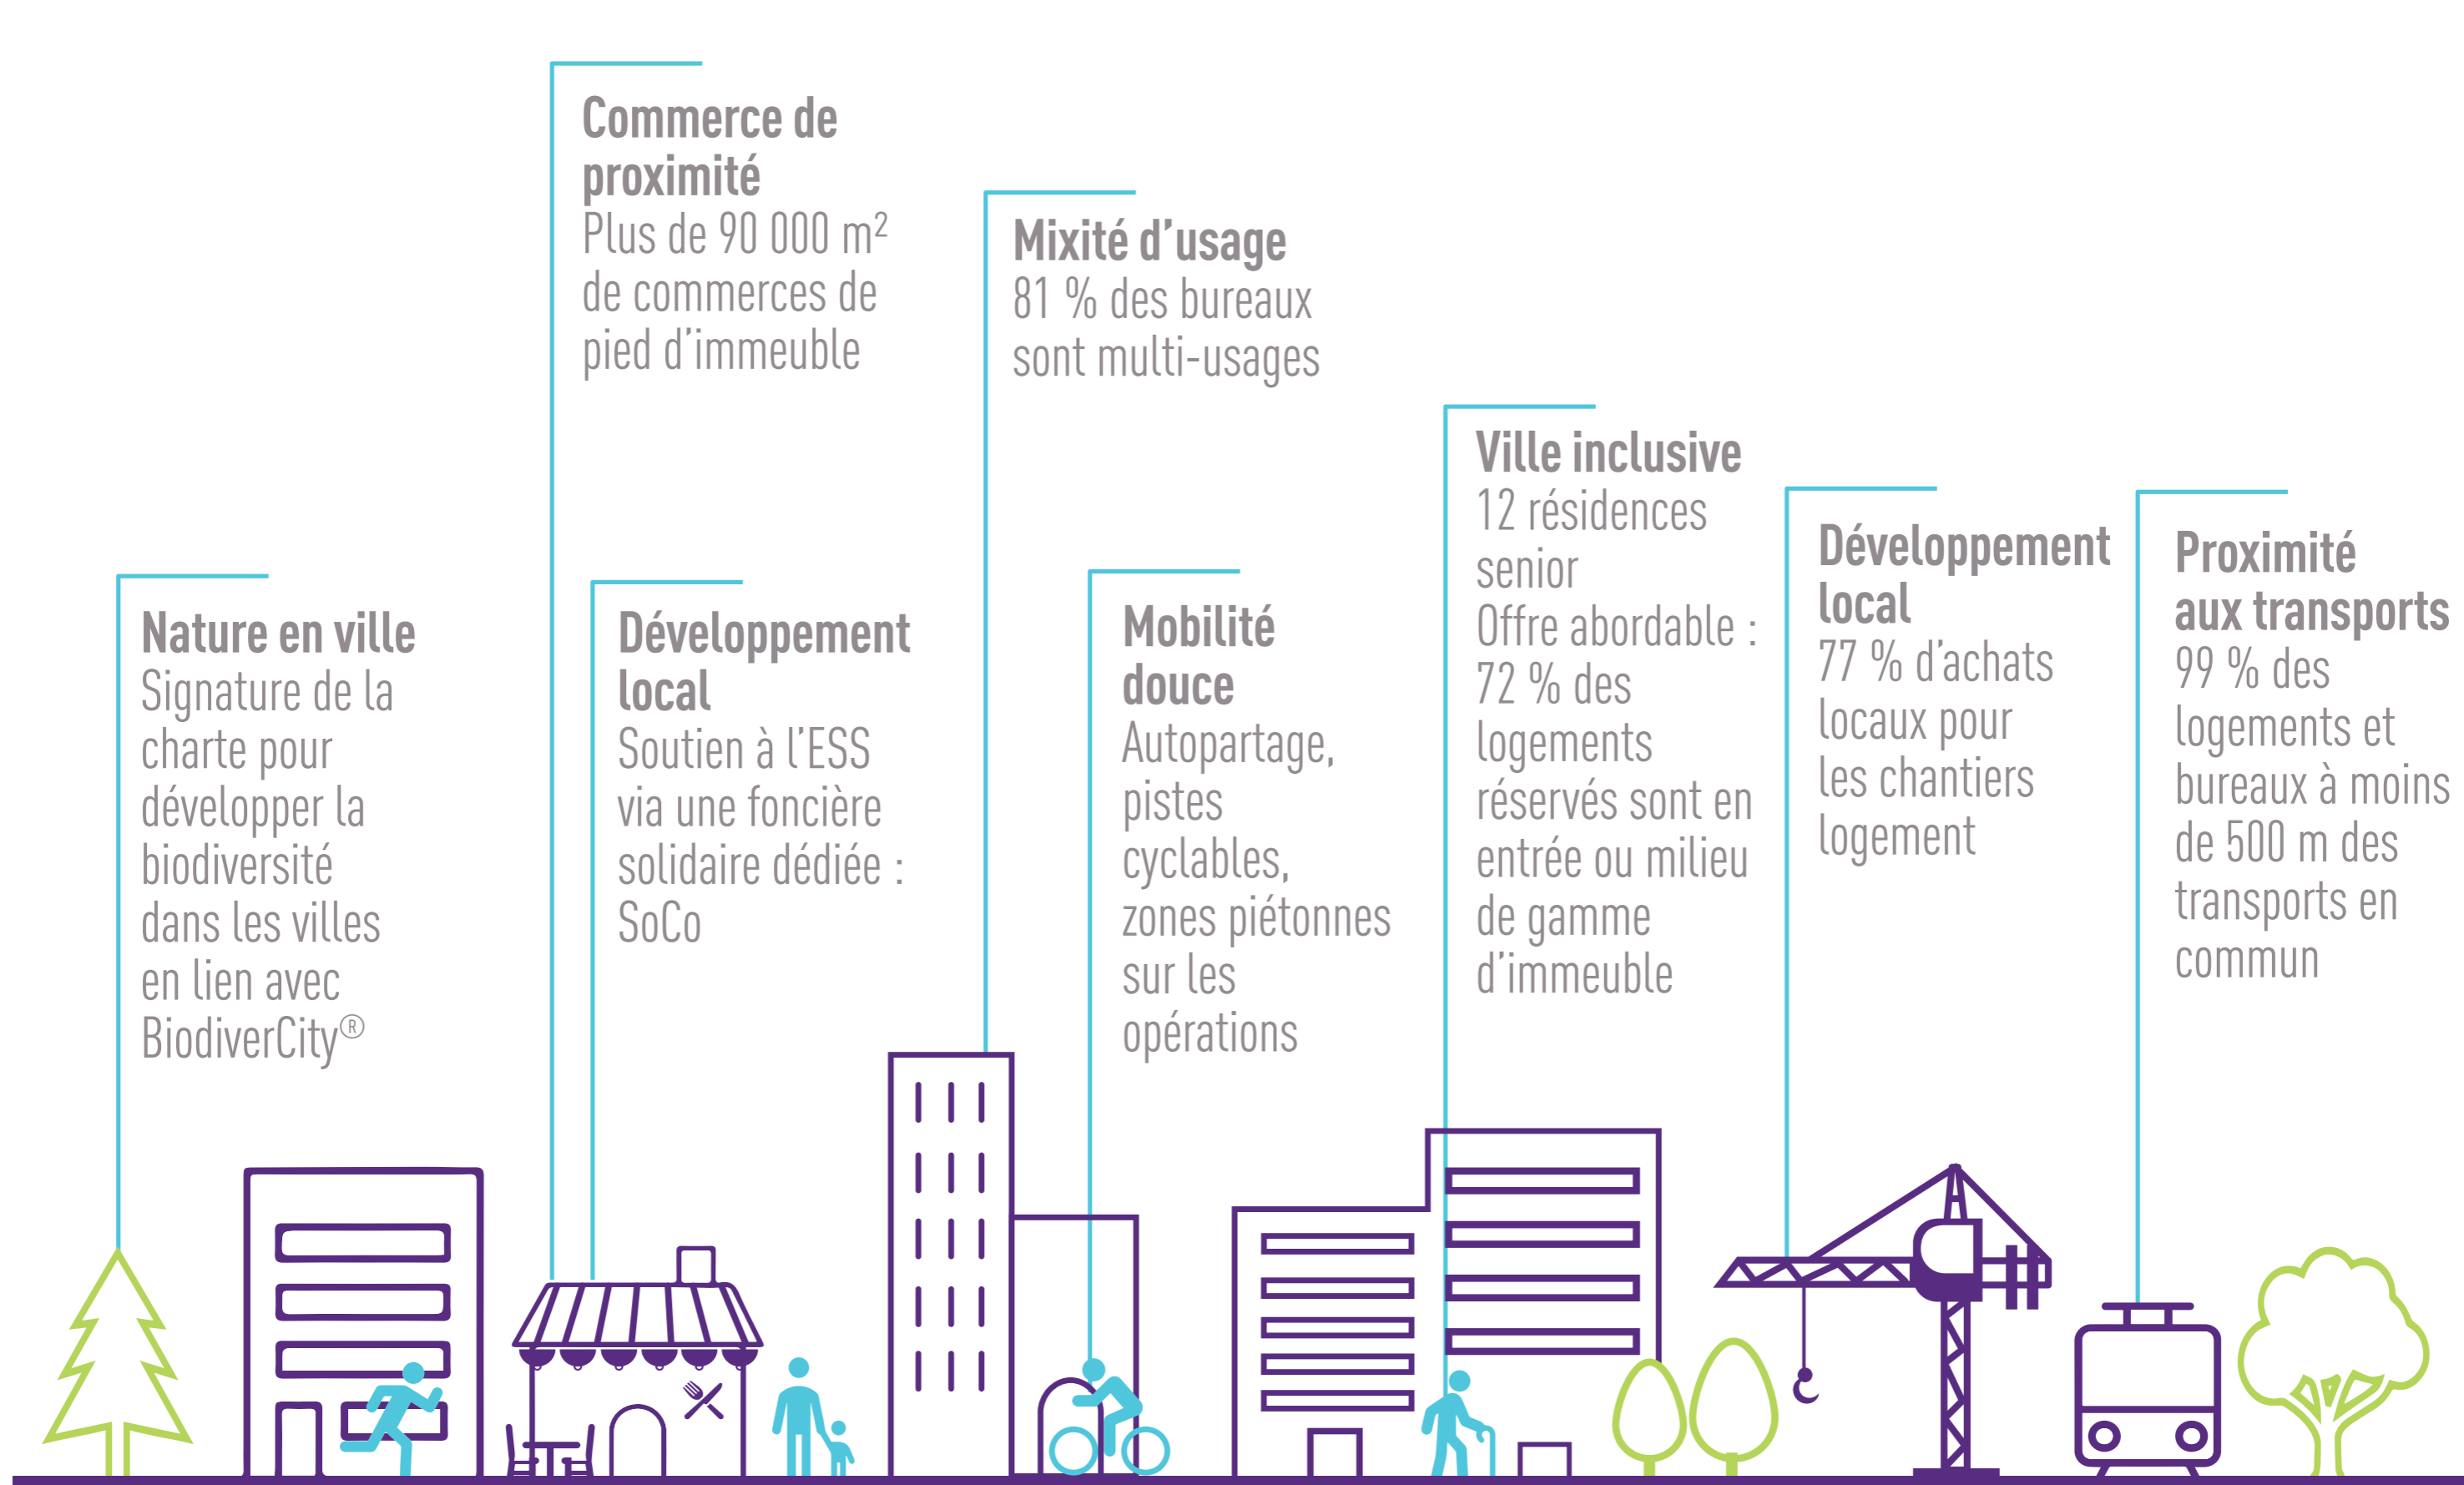 Commerce de
proximité
Plus de 90 000 m²
de commerces de
pied d’immeuble
Mixité d’usage
81 % des bureaux
sont multi-usages
Nature en ville
Signature de la
charte pour
développer la
biodiversité
dans les villes
en lien avec
BiodiverCity®
Développement
local
Soutien à l’ESS
via une foncière
solidaire dédiée :
SoCo
Mobilité
douce
Autopartage,
pistes
cyclables,
zones piétonnes
sur les
opérations
Ville inclusive
12 résidences
senior
Offre abordable :
72 % des
logements
réservés sont en
entrée ou milieu
de gamme
d’immeuble
Développement
local
77 % d’achats
locaux pour
les chantiers
logement
Proximité
aux transports
99 % des
logements et
bureaux à moins
de 500 m des
transports en
commun